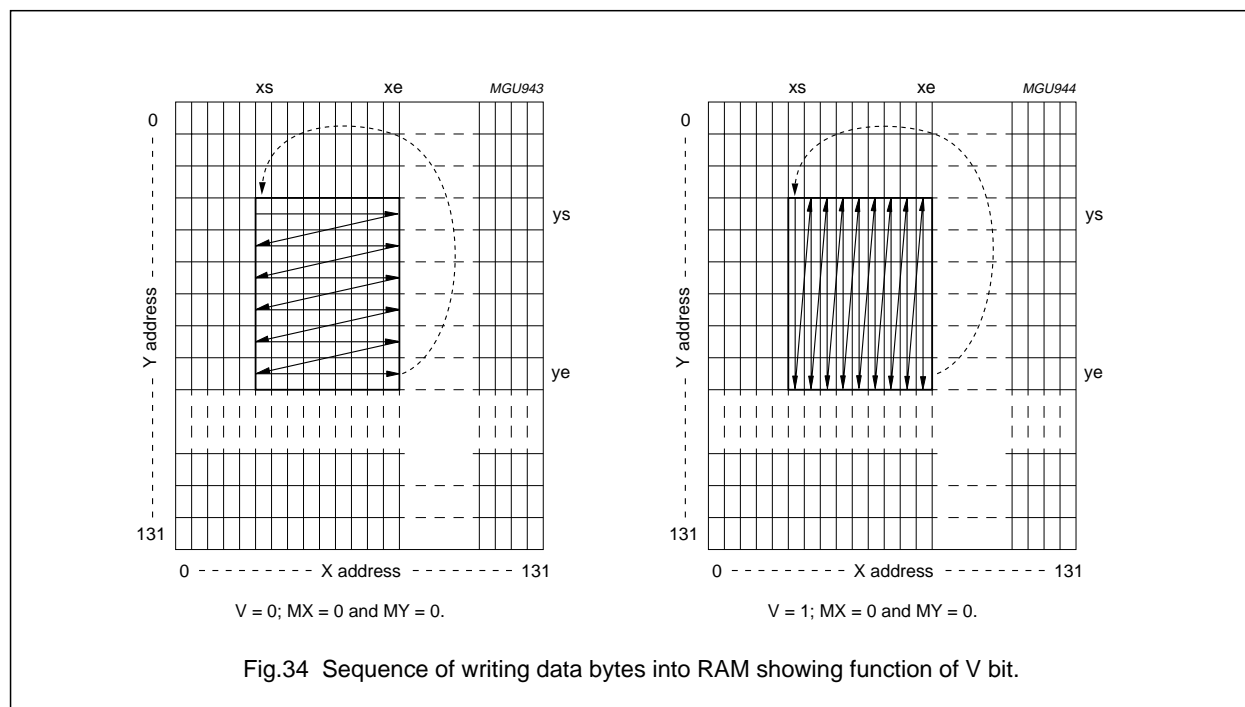 xs xe MGU943
0
ys
Y address
ye
131
0 X address 131
V = 0; MX = 0 and MY = 0.
xs xe MGU944
0
ys
Y address
ye
131
0 X address 131
V = 1; MX = 0 and MY = 0.
Fig.34 Sequence of writing data bytes into RAM showing function of V bit.